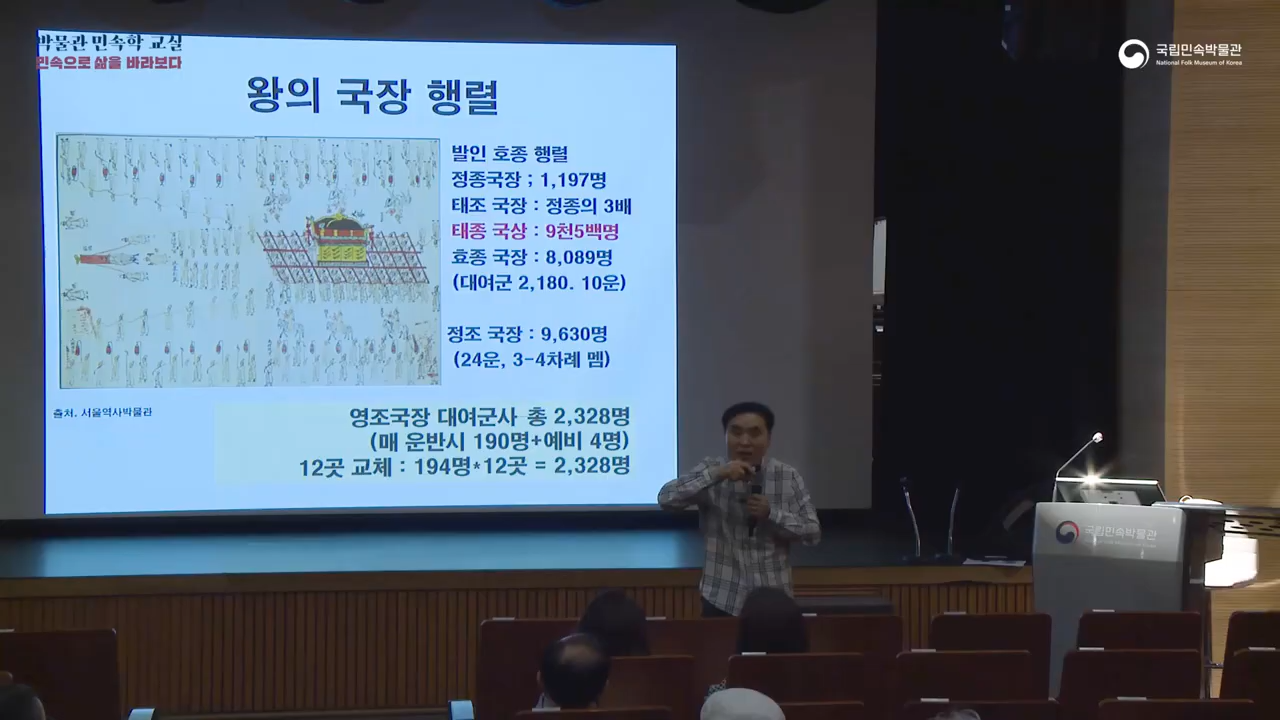 박물관 민속학 교실
민속으로 삶을 바라보다
왕의 국장 행렬
발인 호종 행렬
정종국장 ; 1,197명
태조 국장 : 정종의 3배
태종 국상 : 9천5백명
효종 국장 : 8,089명
(대여군 2,180. 10운)
정조 국장 : 9,630명
(24운, 3-4차례 멤)
출처. 서울역사박물관
영조국장 대여군사 총 2,328명
(매 운반시 190명+예비 4명)
12곳 교체 : 194명*12곳 = 2,328명
국립민속박물관
National Folk Museum of Korea
국립민속박물관
National Folk Museum of Korea